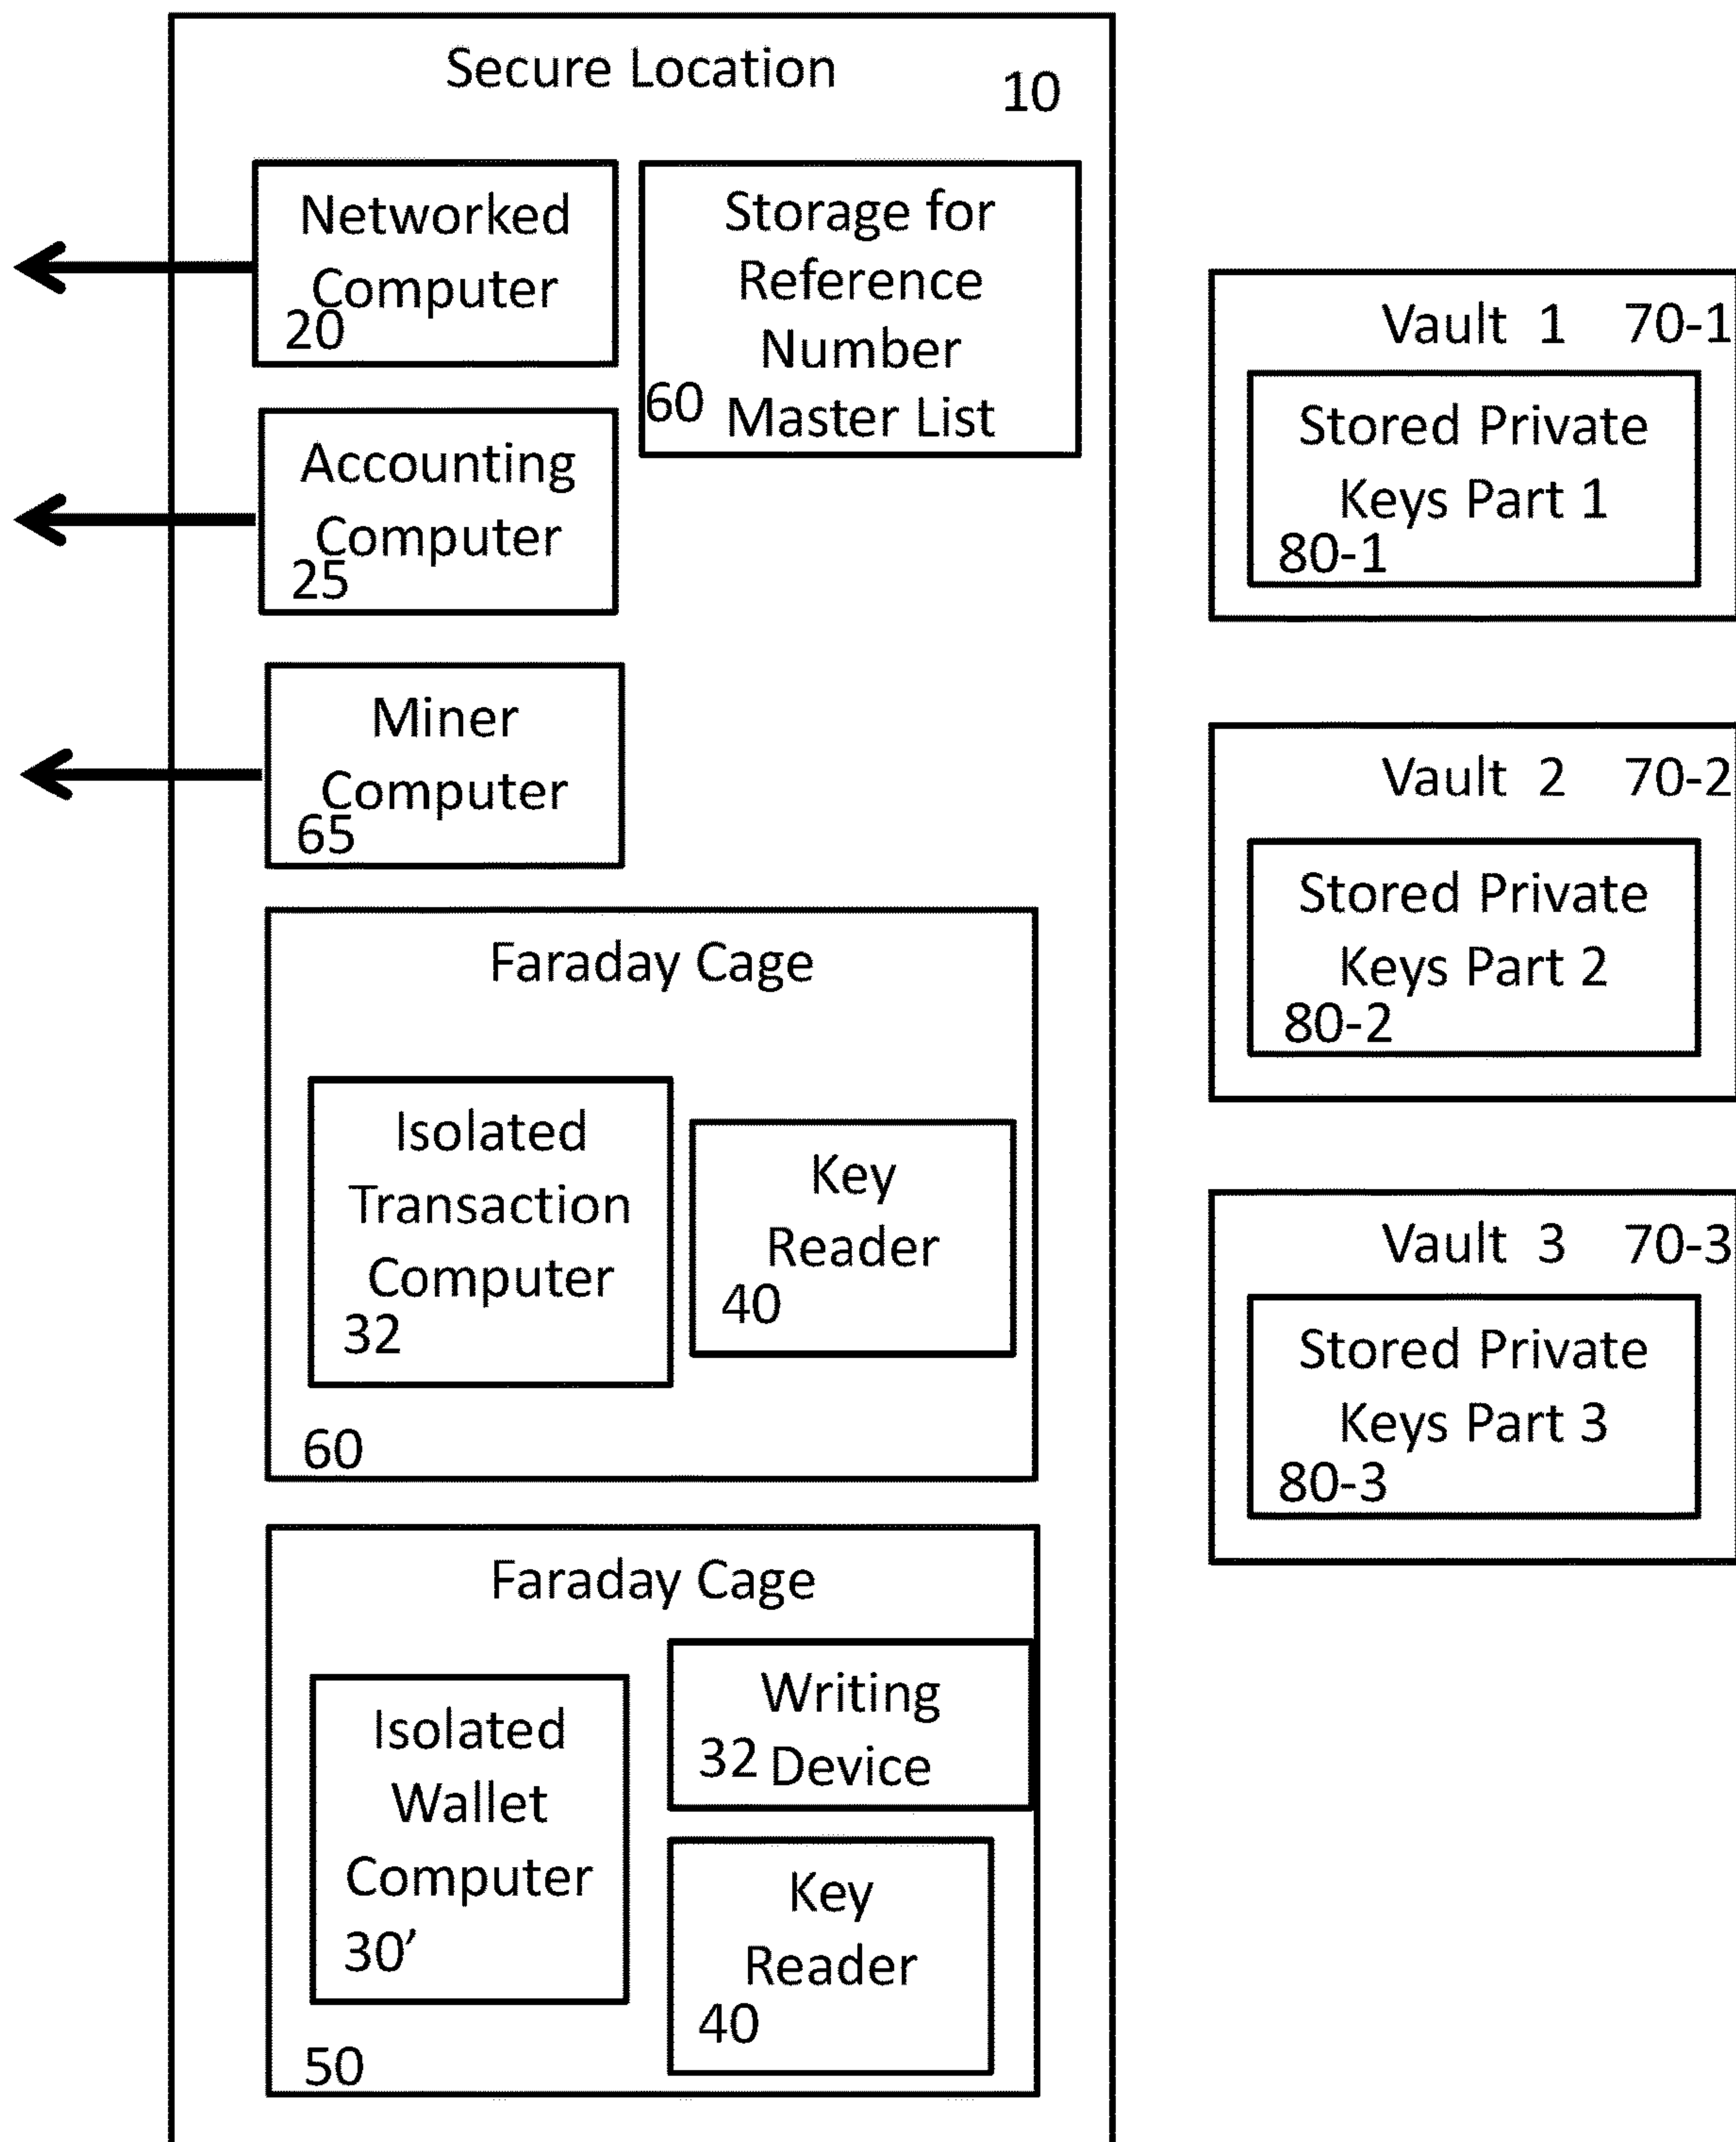 Secure Location
10
Networked
Computer
20
Storage for
Reference
Number
Master List
60
Accounting
Computer
25
Miner
Computer
65
Faraday Cage
Isolated
Transaction
Computer
32
Key
Reader
40
60
Faraday Cage
Isolated
Wallet
Computer
30’
Writing
32 Device
Key
Reader
40
50
Vault 1 70-1
Stored Private
Keys Part 1
80-1
Vault 2 70-2
Stored Private
Keys Part 2
80-2
Vault 3 70-3
Stored Private
Keys Part 3
80-3